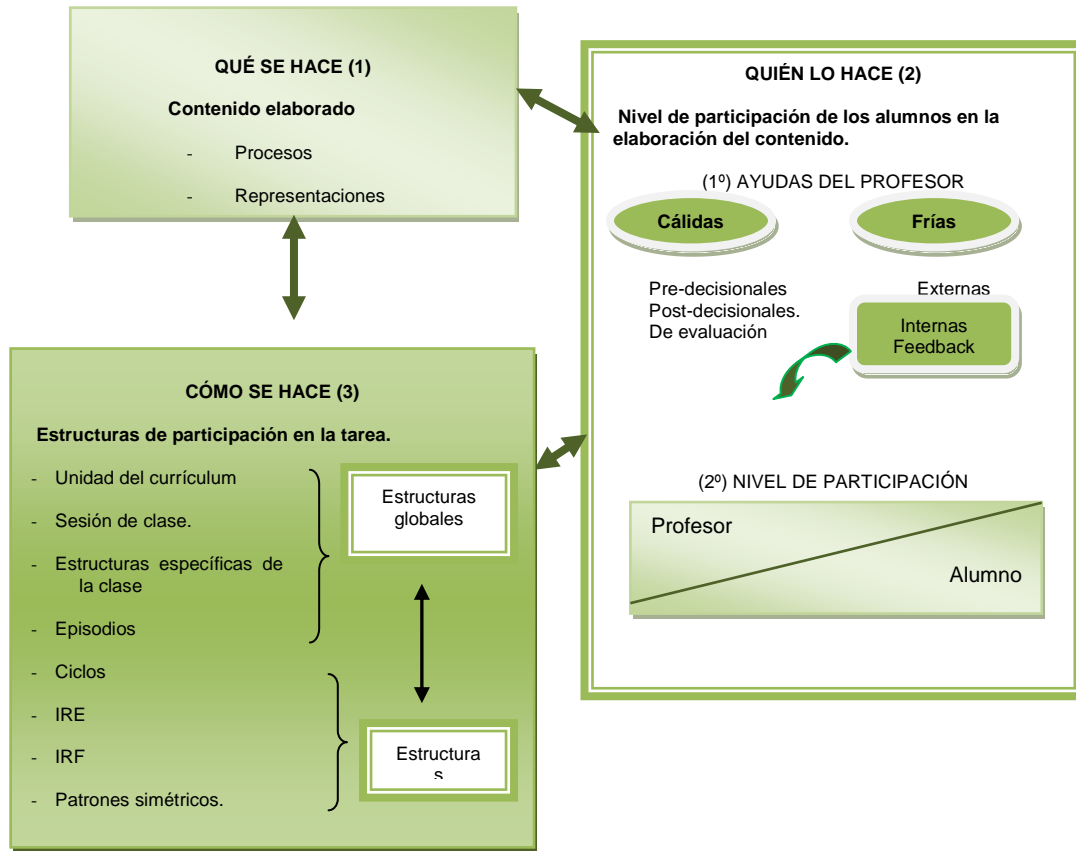 QUÉ SE HACE (1)
Contenido elaborado
- Procesos
- Representaciones
QUIÉN LO HACE (2)
Nivel de participación de los alumnos en la
elaboración del contenido.
(1º) AYUDAS DEL PROFESOR
Cálidas
Frías
Pre-decisionales
Post-decisionales.
De evaluación
Externas
Internas
Feedback
(2º) NIVEL DE PARTICIPACIÓN
Profesor
Alumno
CÓMO SE HACE (3)
Estructuras de participación en la tarea.
- Unidad del currículum
- Sesión de clase.
- Estructuras específicas de
la clase
- Episodios
- Ciclos
- IRE
- IRF
- Patrones simétricos.
Estructuras
globales
Estructura
s